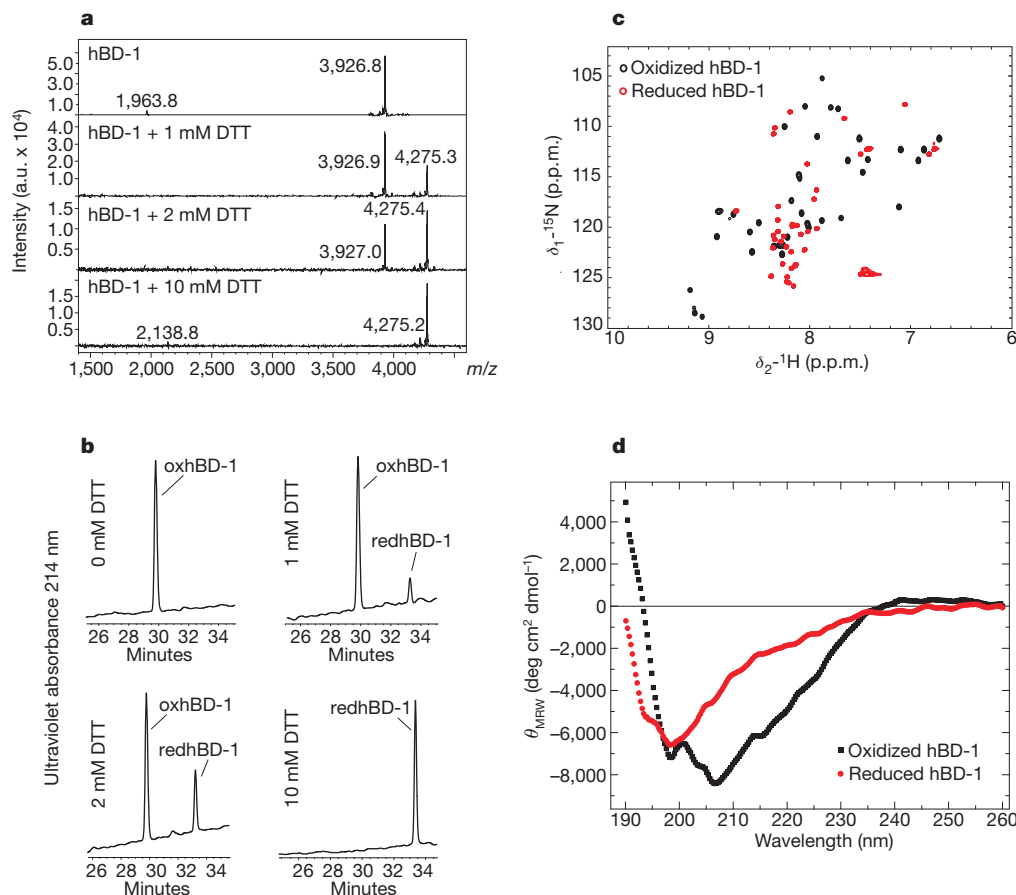 a
hBD-1
3,926.8
1,963.8
5.0
3.0
1.0
hBD-1 + 1 mM DTT
3,926.9
4,275.3
4.0
3.0
2.0
1.0
hBD-1 + 2 mM DTT
4,275.4
3,927.0
1.5
1.0
0.5
hBD-1 + 10 mM DTT
2,138.8
4,275.2
1.5
1.0
0.5
Intensity (a.u. x 10⁴)
1,500 2,000 2,500 3,000 3,500 4,000 m/z
c
Oxidized hBD-1
Reduced hBD-1
105
110
115
120
125
130
δ₁-¹⁵N (p.p.m.)
10 9 8 7 6
δ₂-¹H (p.p.m.)
b
Ultraviolet absorbance 214 nm
0 mM DTT
oxhBD-1
26 28 30 32 34
Minutes
1 mM DTT
oxhBD-1
redhBD-1
26 28 30 32 34
Minutes
2 mM DTT
oxhBD-1
redhBD-1
26 28 30 32 34
Minutes
10 mM DTT
redhBD-1
26 28 30 32 34
Minutes
d
4,000
2,000
0
−2,000
−4,000
−6,000
−8,000
θMRW (deg cm² dmol⁻¹)
Oxidized hBD-1
Reduced hBD-1
190 200 210 220 230 240 250 260
Wavelength (nm)